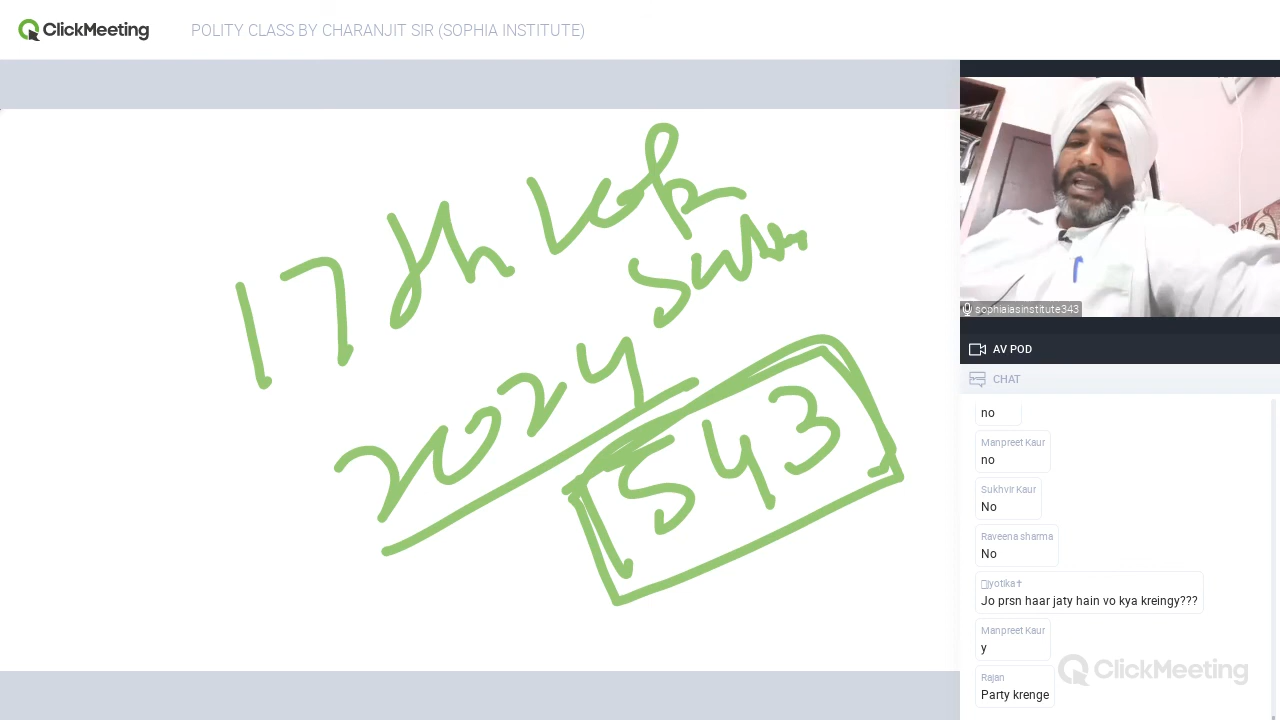 ClickMeeting
POLITY CLASS BY CHARANJIT SIR (SOPHIA INSTITUTE)
17th Lok
Sabha
2024
543
sophiaiasinstitute343
AV POD
CHAT
no
Manpreet Kaur
no
Sukhvir Kaur
No
Raveena sharma
No
Jyotika✝
Jo prsn haar jaty hain vo kya kreingy???
Manpreet Kaur
y
Rajan
Party krenge
ClickMeeting